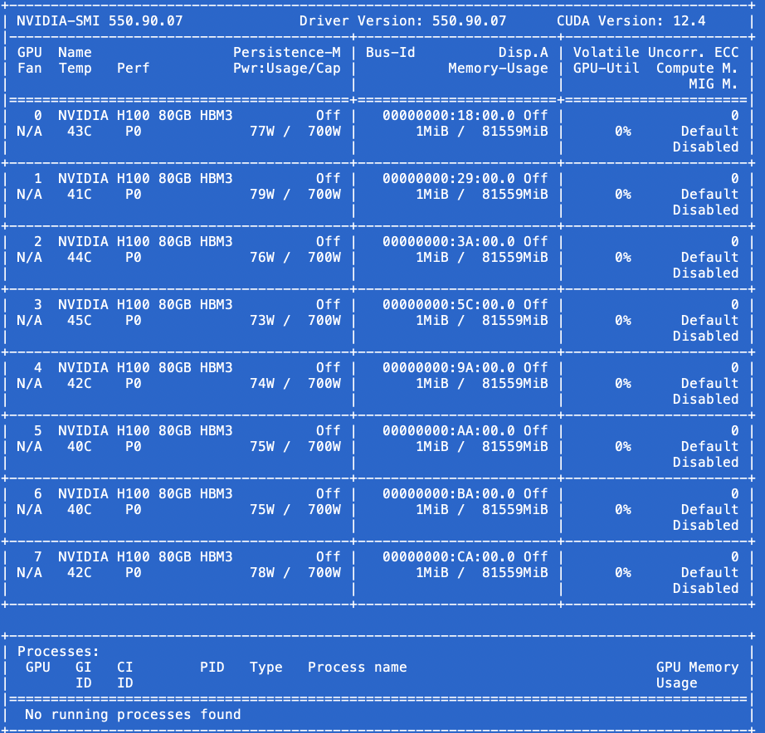 NVIDIA-SMI 550.90.07 Driver Version: 550.90.07 CUDA Version: 12.4
GPU Name Persistence-M | Bus-Id Disp.A | Volatile Uncorr. ECC
Fan Temp Perf Pwr:Usage/Cap | Memory-Usage | GPU-Util Compute M.
MIG M.
0 NVIDIA H100 80GB HBM3 Off | 00000000:18:00.0 Off | 0
N/A 43C P0 77W / 700W | 1MiB / 81559MiB | 0% Default
Disabled
1 NVIDIA H100 80GB HBM3 Off | 00000000:29:00.0 Off | 0
N/A 41C P0 79W / 700W | 1MiB / 81559MiB | 0% Default
Disabled
2 NVIDIA H100 80GB HBM3 Off | 00000000:3A:00.0 Off | 0
N/A 44C P0 76W / 700W | 1MiB / 81559MiB | 0% Default
Disabled
3 NVIDIA H100 80GB HBM3 Off | 00000000:5C:00.0 Off | 0
N/A 45C P0 73W / 700W | 1MiB / 81559MiB | 0% Default
Disabled
4 NVIDIA H100 80GB HBM3 Off | 00000000:9A:00.0 Off | 0
N/A 42C P0 74W / 700W | 1MiB / 81559MiB | 0% Default
Disabled
5 NVIDIA H100 80GB HBM3 Off | 00000000:AA:00.0 Off | 0
N/A 40C P0 75W / 700W | 1MiB / 81559MiB | 0% Default
Disabled
6 NVIDIA H100 80GB HBM3 Off | 00000000:BA:00.0 Off | 0
N/A 40C P0 75W / 700W | 1MiB / 81559MiB | 0% Default
Disabled
7 NVIDIA H100 80GB HBM3 Off | 00000000:CA:00.0 Off | 0
N/A 42C P0 78W / 700W | 1MiB / 81559MiB | 0% Default
Disabled
Processes:
GPU GI CI PID Type Process name GPU Memory
ID ID Usage
No running processes found